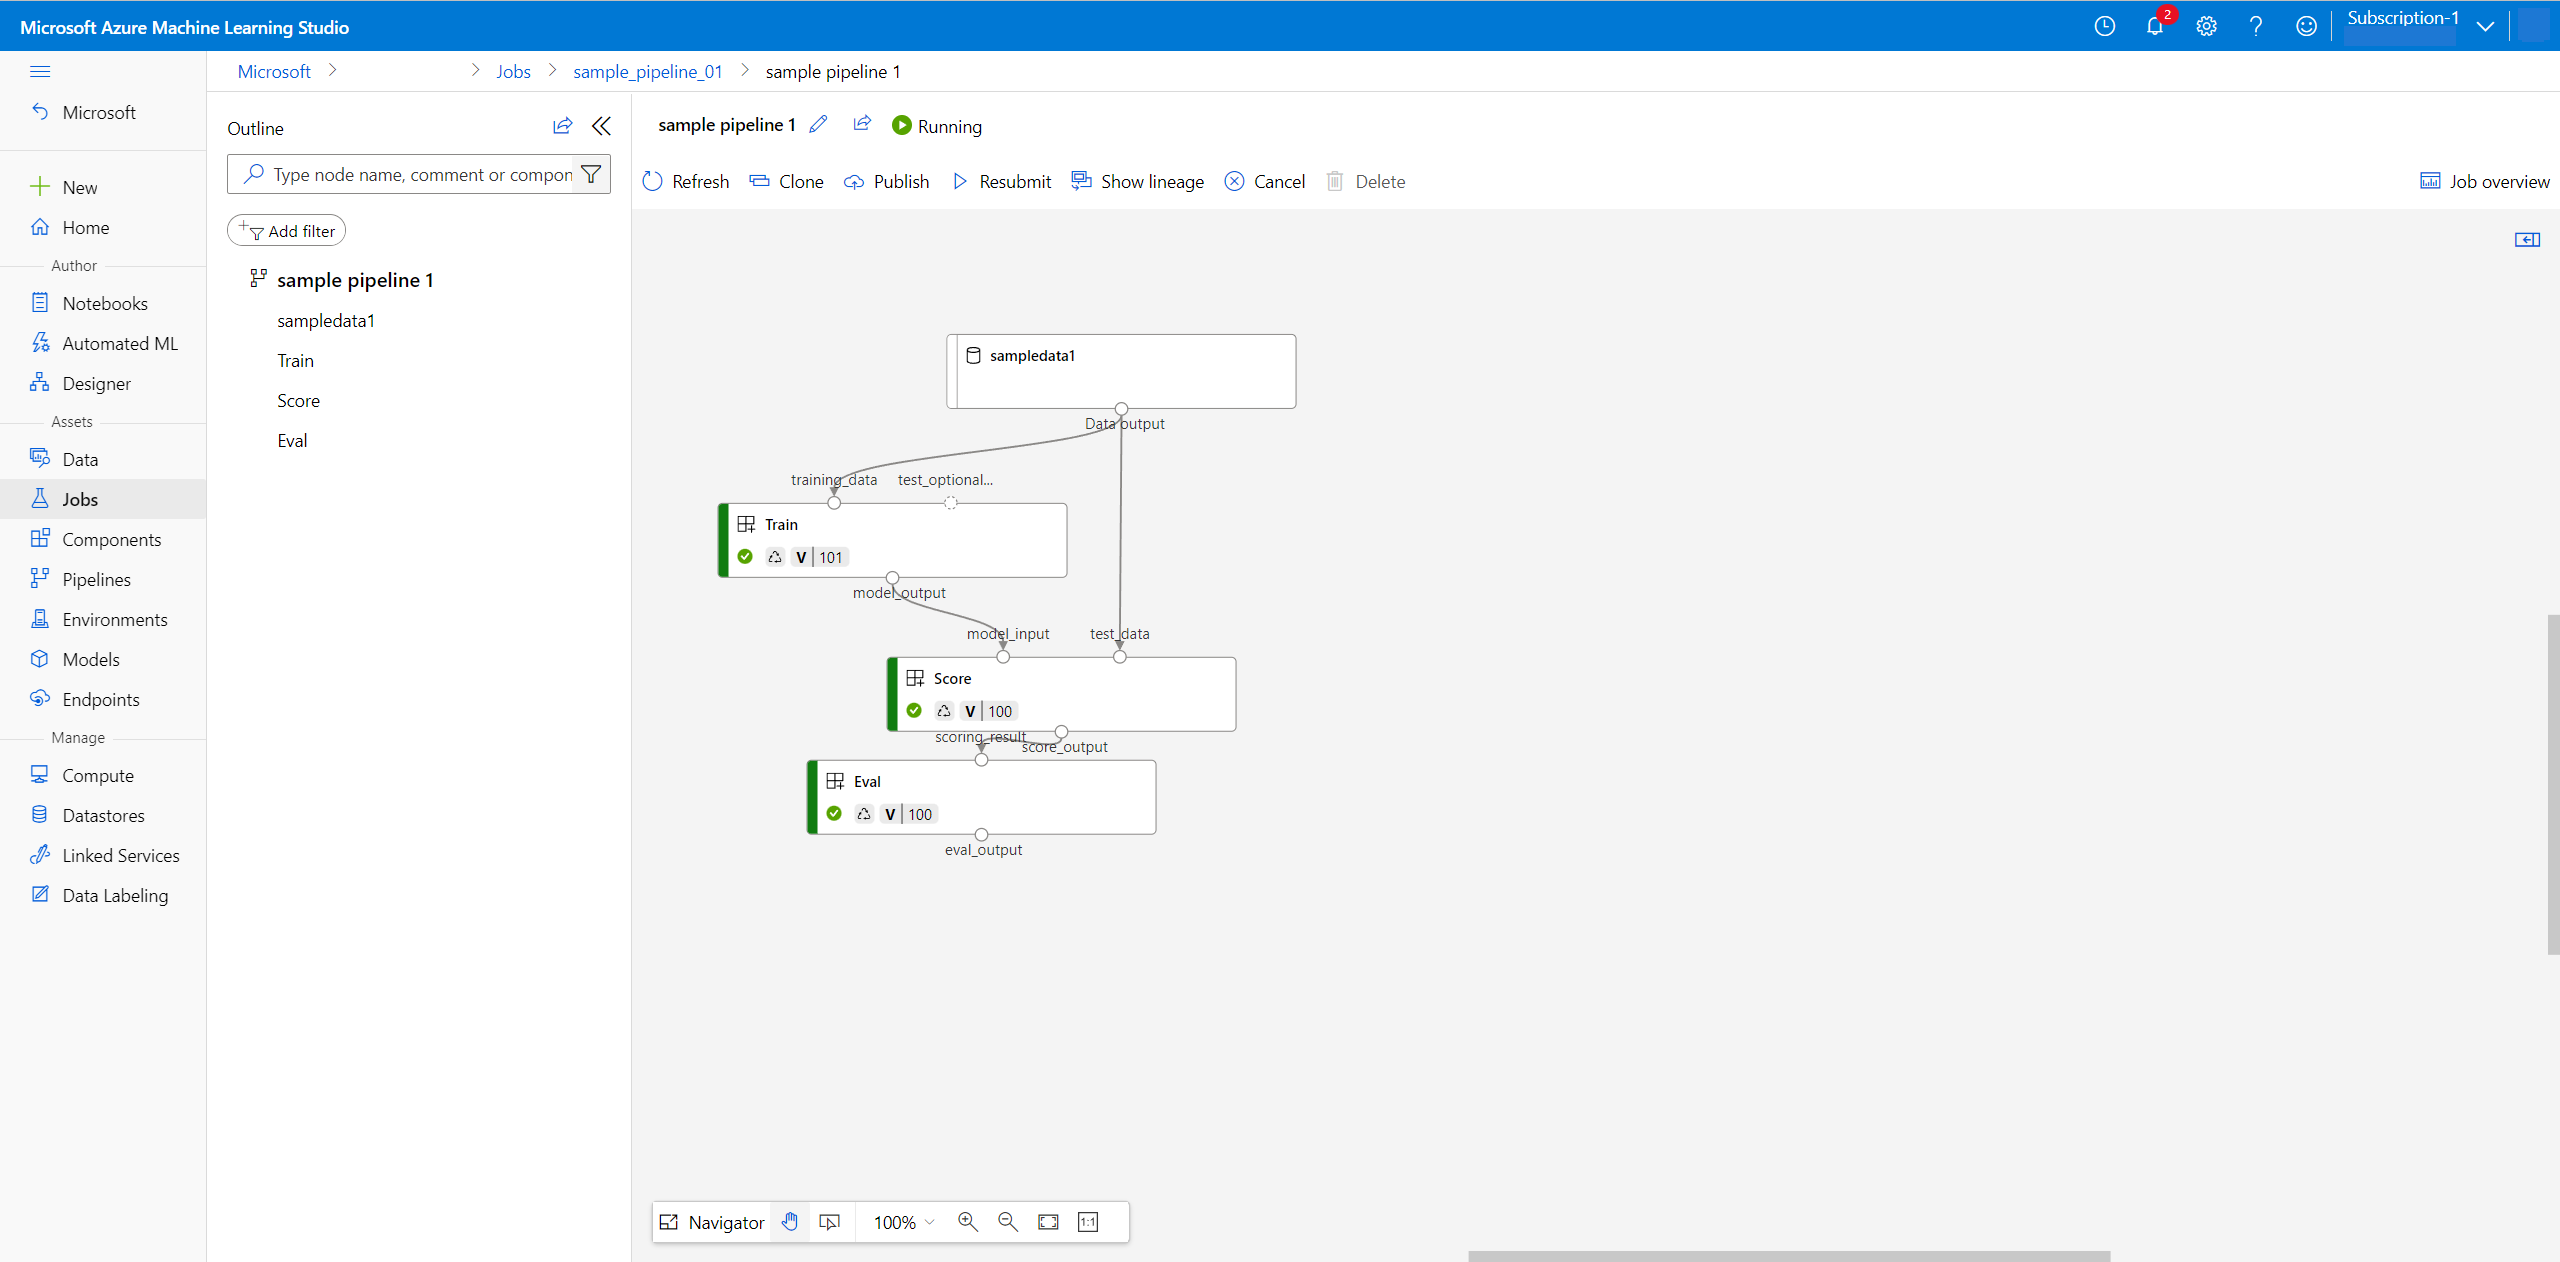 Microsoft Azure Machine Learning Studio
2
Subscription-1
Microsoft
Jobs
sample_pipeline_01
sample pipeline 1
Microsoft
New
Home
Author
Notebooks
Automated ML
Designer
Assets
Data
Jobs
Components
Pipelines
Environments
Models
Endpoints
Manage
Compute
Datastores
Linked Services
Data Labeling
Outline
Type node name, comment or compon
Add filter
sample pipeline 1
sampledata1
Train
Score
Eval
sample pipeline 1
Running
Refresh
Clone
Publish
Resubmit
Show lineage
Cancel
Delete
Job overview
sampledata1
Data output
training_data
test_optional...
Train
V 101
model_output
model_input
test_data
Score
V 100
scoring_result
score_output
Eval
V 100
eval_output
Navigator
100%
1:1